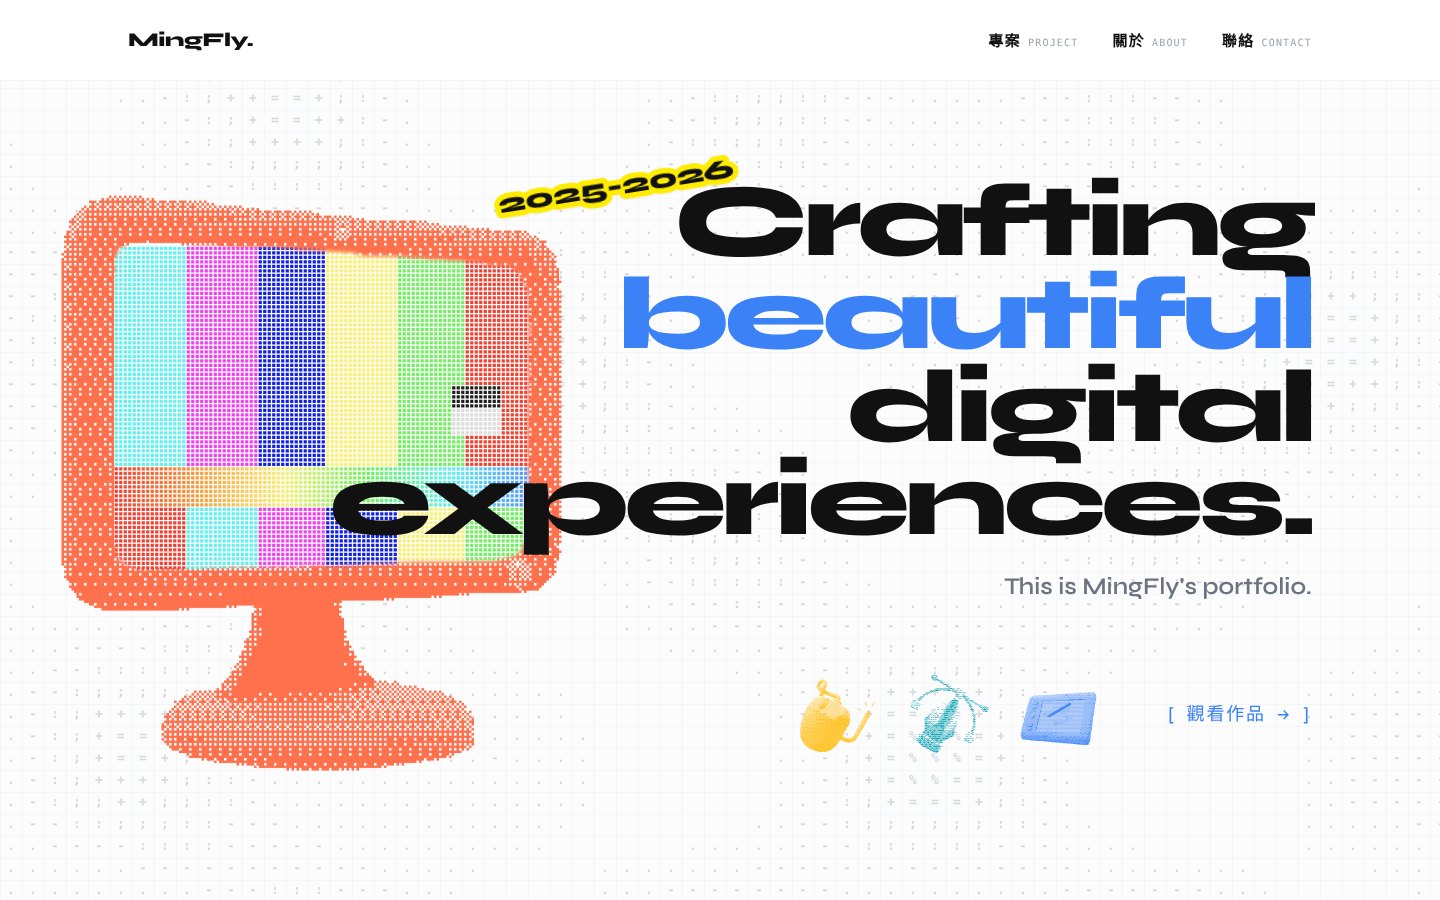 MingFly.
專案 PROJECT 關於 ABOUT 聯絡 CONTACT
2025-2026
Crafting
beautiful
digital
experiences.
This is MingFly's portfolio.
[ 觀看作品 → ]